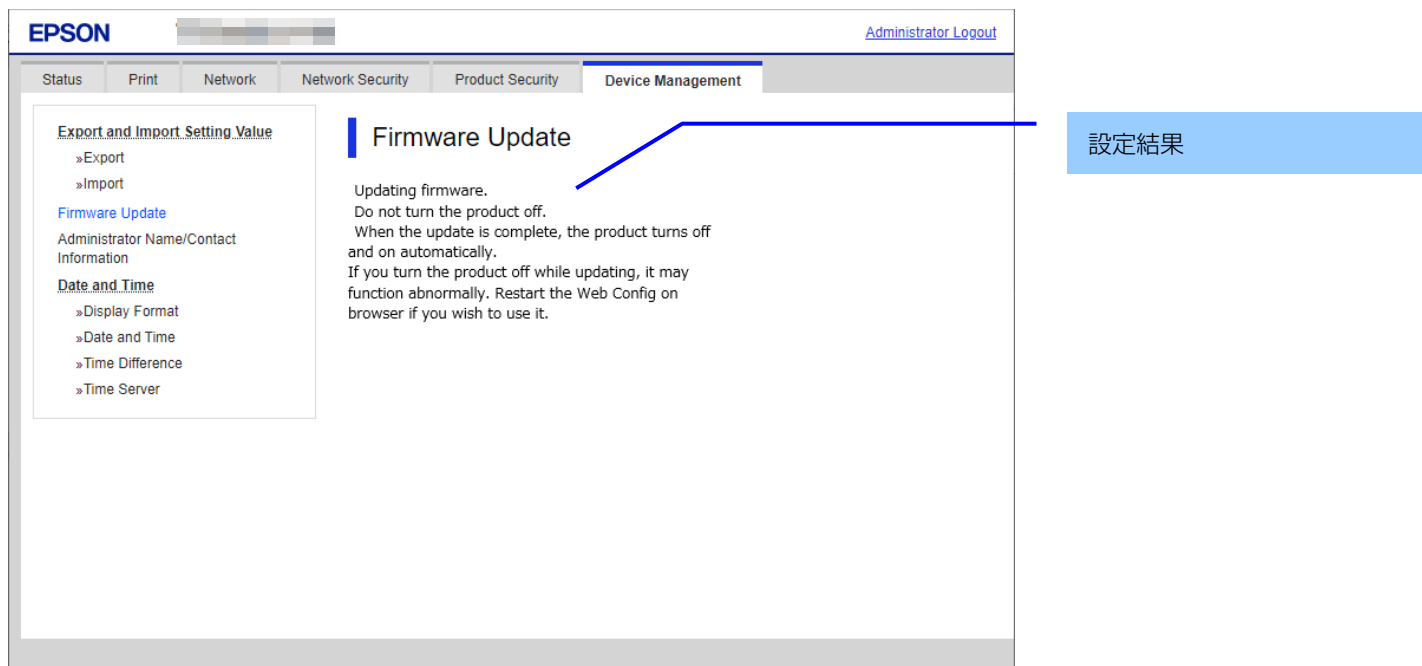 EPSON
Administrator Logout
Status Print Network Network Security Product Security Device Management
Export and Import Setting Value
»Export
»Import
Firmware Update
Administrator Name/Contact
Information
Date and Time
»Display Format
»Date and Time
»Time Difference
»Time Server
Firmware Update
Updating firmware.
Do not turn the product off.
When the update is complete, the product turns off
and on automatically.
If you turn the product off while updating, it may
function abnormally. Restart the Web Config on
browser if you wish to use it.
設定結果